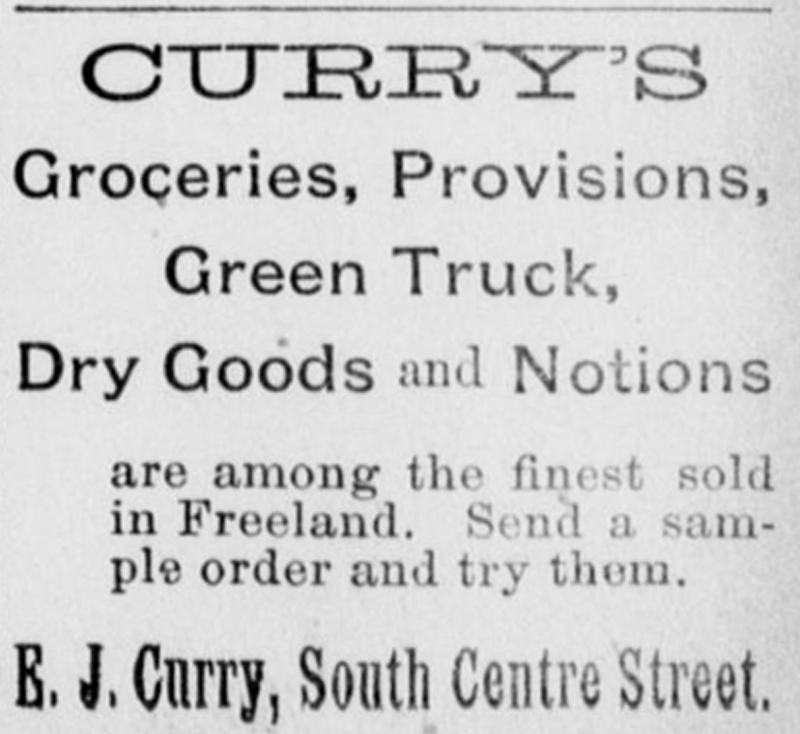 CURRY'S
Groceries, Provisions,
Green Truck,
Dry Goods and Notions
are among the finest sold
in Freeland. Send a sam-
ple order and try them.
E. J. Curry, South Centre Street.